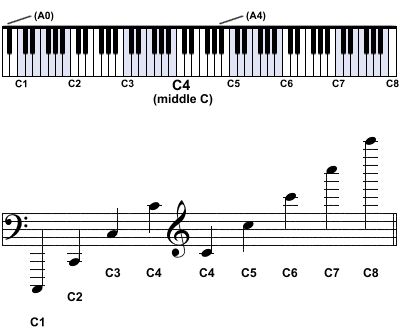 (A0) (A4)
C1 C2 C3 C4 C5 C6 C7 C8
(middle C)
C3 C4 C4 C5 C6 C7 C8
C2
C1